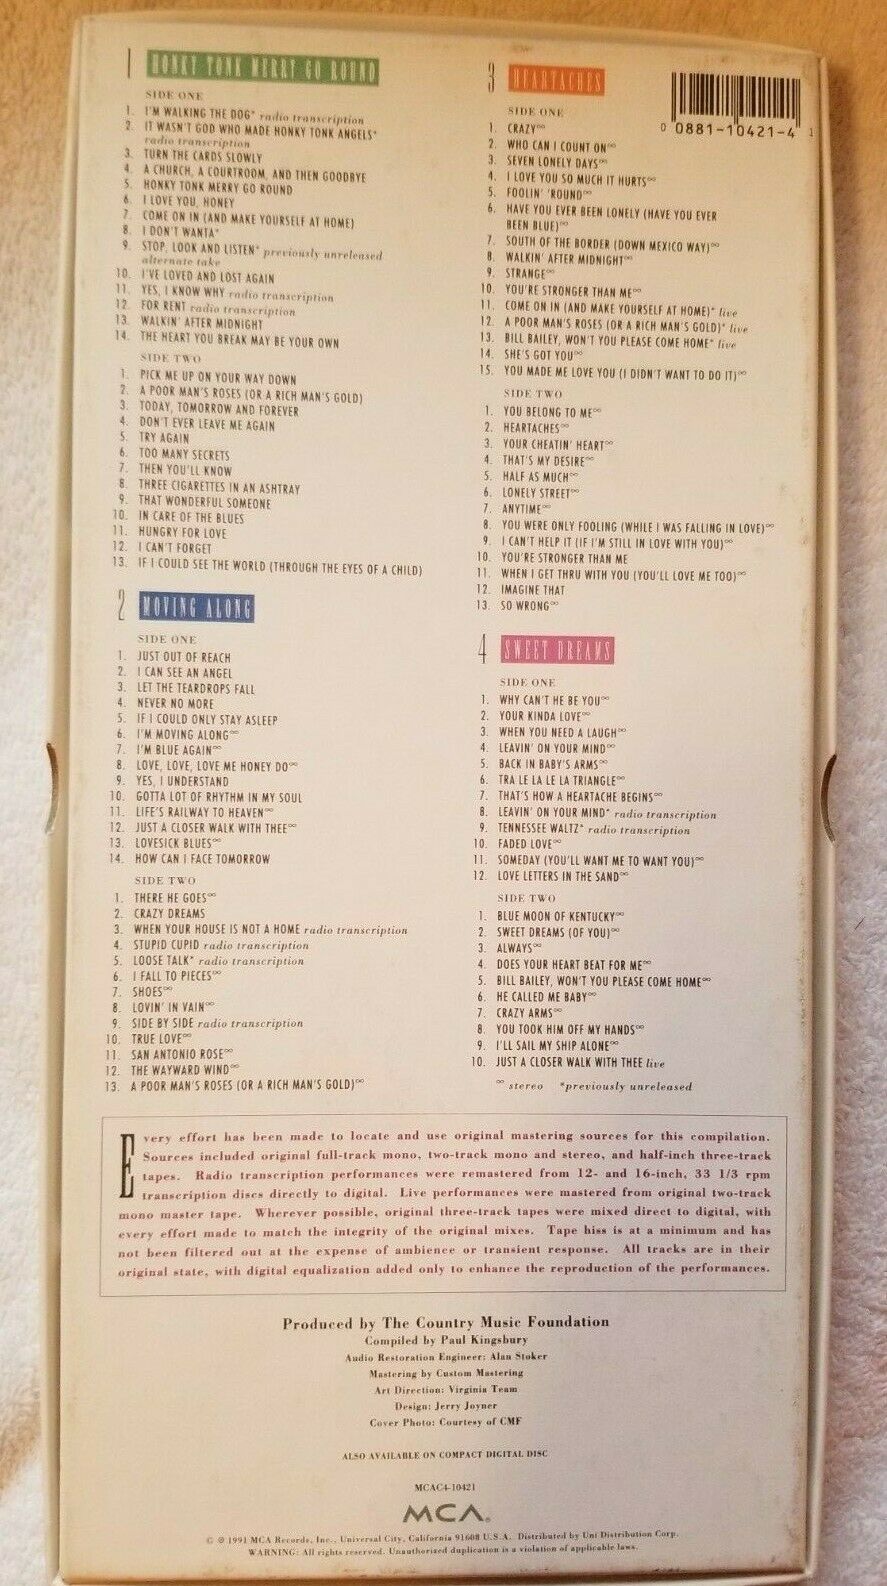 1 HONKY TONK MERRY GO ROUND
SIDE ONE
1. I'M WALKING THE DOG* radio transcription
2. IT WASN'T GOD WHO MADE HONKY TONK ANGELS*
radio transcription
3. TURN THE CARDS SLOWLY
4. A CHURCH, A COURTROOM, AND THEN GOODBYE
5. HONKY TONK MERRY GO ROUND
6. I LOVE YOU, HONEY
7. COME ON IN (AND MAKE YOURSELF AT HOME)
8. I DON'T WANTA*
9. STOP, LOOK AND LISTEN* previously unreleased
alternate take
10. I'VE LOVED AND LOST AGAIN
11. YES, I KNOW WHY radio transcription
12. FOR RENT radio transcription
13. WALKIN' AFTER MIDNIGHT
14. THE HEART YOU BREAK MAY BE YOUR OWN
SIDE TWO
1. PICK ME UP ON YOUR WAY DOWN
2. A POOR MAN'S ROSES (OR A RICH MAN'S GOLD)
3. TODAY, TOMORROW AND FOREVER
4. DON'T EVER LEAVE ME AGAIN
5. TRY AGAIN
6. TOO MANY SECRETS
7. THEN YOU'LL KNOW
8. THREE CIGARETTES IN AN ASHTRAY
9. THAT WONDERFUL SOMEONE
10. IN CARE OF THE BLUES
11. HUNGRY FOR LOVE
12. I CAN'T FORGET
13. IF I COULD SEE THE WORLD (THROUGH THE EYES OF A CHILD)
2 MOVING ALONG
SIDE ONE
1. JUST OUT OF REACH
2. I CAN SEE AN ANGEL
3. LET THE TEARDROPS FALL
4. NEVER NO MORE
5. IF I COULD ONLY STAY ASLEEP
6. I'M MOVING ALONG∞
7. I'M BLUE AGAIN∞
8. LOVE, LOVE, LOVE ME HONEY DO∞
9. YES, I UNDERSTAND
10. GOTTA LOT OF RHYTHM IN MY SOUL
11. LIFE'S RAILWAY TO HEAVEN∞
12. JUST A CLOSER WALK WITH THEE∞
13. LOVESICK BLUES∞
14. HOW CAN I FACE TOMORROW
SIDE TWO
1. THERE HE GOES∞
2. CRAZY DREAMS
3. WHEN YOUR HOUSE IS NOT A HOME radio transcription
4. STUPID CUPID radio transcription
5. LOOSE TALK* radio transcription
6. I FALL TO PIECES∞
7. SHOES∞
8. LOVIN' IN VAIN∞
9. SIDE BY SIDE radio transcription
10. TRUE LOVE∞
11. SAN ANTONIO ROSE∞
12. THE WAYWARD WIND∞
13. A POOR MAN'S ROSES (OR A RICH MAN'S GOLD)∞
3 HEARTACHES
0 0881-10421-4 1
SIDE ONE
1. CRAZY∞
2. WHO CAN I COUNT ON∞
3. SEVEN LONELY DAYS∞
4. I LOVE YOU SO MUCH IT HURTS∞
5. FOOLIN' 'ROUND∞
6. HAVE YOU EVER BEEN LONELY (HAVE YOU EVER
BEEN BLUE)∞
7. SOUTH OF THE BORDER (DOWN MEXICO WAY)∞
8. WALKIN' AFTER MIDNIGHT∞
9. STRANGE∞
10. YOU'RE STRONGER THAN ME∞
11. COME ON IN (AND MAKE YOURSELF AT HOME)* live
12. A POOR MAN'S ROSES (OR A RICH MAN'S GOLD)* live
13. BILL BAILEY, WON'T YOU PLEASE COME HOME* live
14. SHE'S GOT YOU∞
15. YOU MADE ME LOVE YOU (I DIDN'T WANT TO DO IT)∞
SIDE TWO
1. YOU BELONG TO ME∞
2. HEARTACHES∞
3. YOUR CHEATIN' HEART∞
4. THAT'S MY DESIRE∞
5. HALF AS MUCH∞
6. LONELY STREET∞
7. ANYTIME∞
8. YOU WERE ONLY FOOLING (WHILE I WAS FALLING IN LOVE)∞
9. I CAN'T HELP IT (IF I'M STILL IN LOVE WITH YOU)∞
10. YOU'RE STRONGER THAN ME
11. WHEN I GET THRU WITH YOU (YOU'LL LOVE ME TOO)∞
12. IMAGINE THAT
13. SO WRONG∞
4 SWEET DREAMS
SIDE ONE
1. WHY CAN'T HE BE YOU∞
2. YOUR KINDA LOVE∞
3. WHEN YOU NEED A LAUGH∞
4. LEAVIN' ON YOUR MIND∞
5. BACK IN BABY'S ARMS∞
6. TRA LE LA LE LA TRIANGLE∞
7. THAT'S HOW A HEARTACHE BEGINS∞
8. LEAVIN' ON YOUR MIND* radio transcription
9. TENNESSEE WALTZ* radio transcription
10. FADED LOVE∞
11. SOMEDAY (YOU'LL WANT ME TO WANT YOU)∞
12. LOVE LETTERS IN THE SAND∞
SIDE TWO
1. BLUE MOON OF KENTUCKY∞
2. SWEET DREAMS (OF YOU)∞
3. ALWAYS∞
4. DOES YOUR HEART BEAT FOR ME∞
5. BILL BAILEY, WON'T YOU PLEASE COME HOME∞
6. HE CALLED ME BABY∞
7. CRAZY ARMS∞
8. YOU TOOK HIM OFF MY HANDS∞
9. I'LL SAIL MY SHIP ALONE∞
10. JUST A CLOSER WALK WITH THEE live
∞ stereo *previously unreleased
Every effort has been made to locate and use original mastering sources for this compilation.
Sources included original full-track mono, two-track mono and stereo, and half-inch three-track
tapes. Radio transcription performances were remastered from 12- and 16-inch, 33 1/3 rpm
transcription discs directly to digital. Live performances were mastered from original two-track
mono master tape. Wherever possible, original three-track tapes were mixed direct to digital, with
every effort made to match the integrity of the original mixes. Tape hiss is at a minimum and has
not been filtered out at the expense of ambience or transient response. All tracks are in their
original state, with digital equalization added only to enhance the reproduction of the performances.
Produced by The Country Music Foundation
Compiled by Paul Kingsbury
Audio Restoration Engineer: Alan Stoker
Mastering by Custom Mastering
Art Direction: Virginia Team
Design: Jerry Joyner
Cover Photo: Courtesy of CMF
ALSO AVAILABLE ON COMPACT DIGITAL DISC
MCAC4-10421
MCA®
© ℗ 1991 MCA Records, Inc., Universal City, California 91608 U.S.A. Distributed by Uni Distribution Corp.
WARNING: All rights reserved. Unauthorized duplication is a violation of applicable laws.